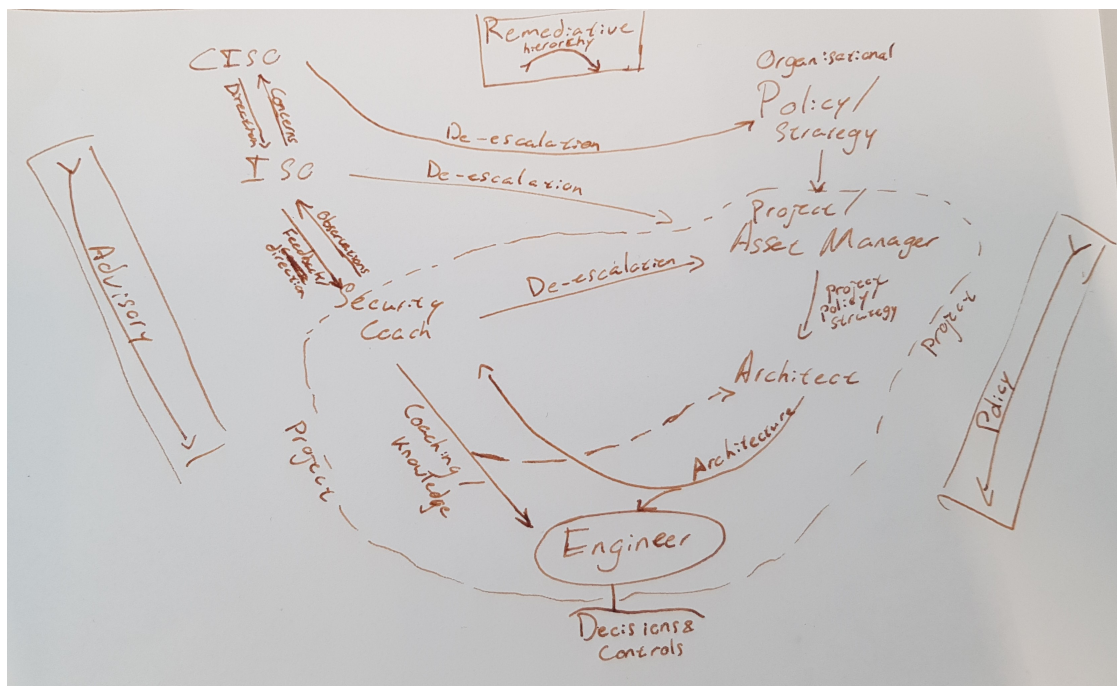 Remediative
hierarchy
CISO
Organisational
Policy/
Strategy
Direction
Concerns
De-escalation
ISO
De-escalation
Project/
Asset Manager
Advisory
Observations
Feedback/
direction
Security
Coach
De-escalation
Project
Policy
Strategy
Project
Policy
Architect
Architecture
Coaching/
Knowledge
Project
Engineer
Decisions &
Controls